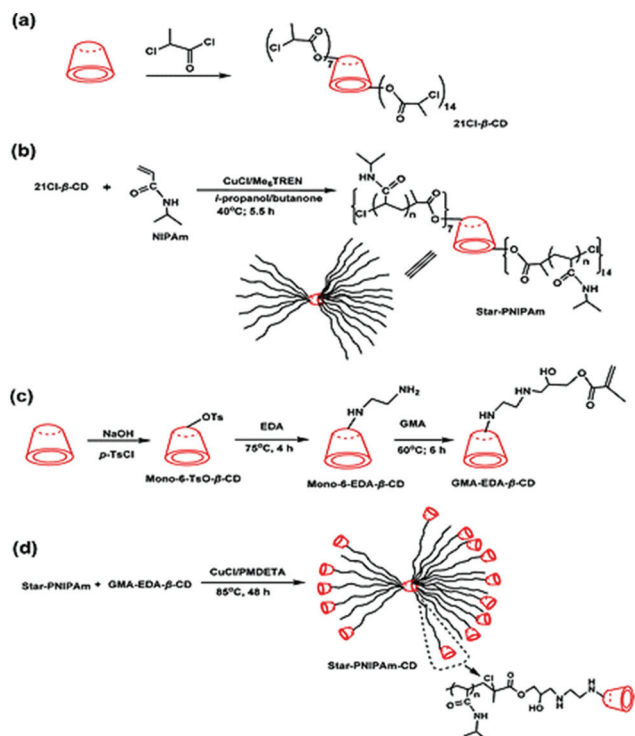 (a)
Cl
O
Cl
Cl
O
O
7
O
O
Cl
14
21Cl-β-CD
(b)
21Cl-β-CD + O NH
NIPAm
CuCl/Me6TREN
i-propanol/butanone
40°C; 5.5 h
HN O
Cl n O O 7
O O n Cl 14
O NH
Star-PNIPAm
(c)
NaOH
p-TsCl
OTs
Mono-6-TsO-β-CD
EDA
75°C, 4 h
NH2
HN
HN
Mono-6-EDA-β-CD
GMA
60°C; 6 h
HO
HN
O
O
HN
GMA-EDA-β-CD
(d)
Star-PNIPAm + GMA-EDA-β-CD
CuCl/PMDETA
85°C, 48 h
Star-PNIPAm-CD
n Cl O
O O OH N H N H
NH